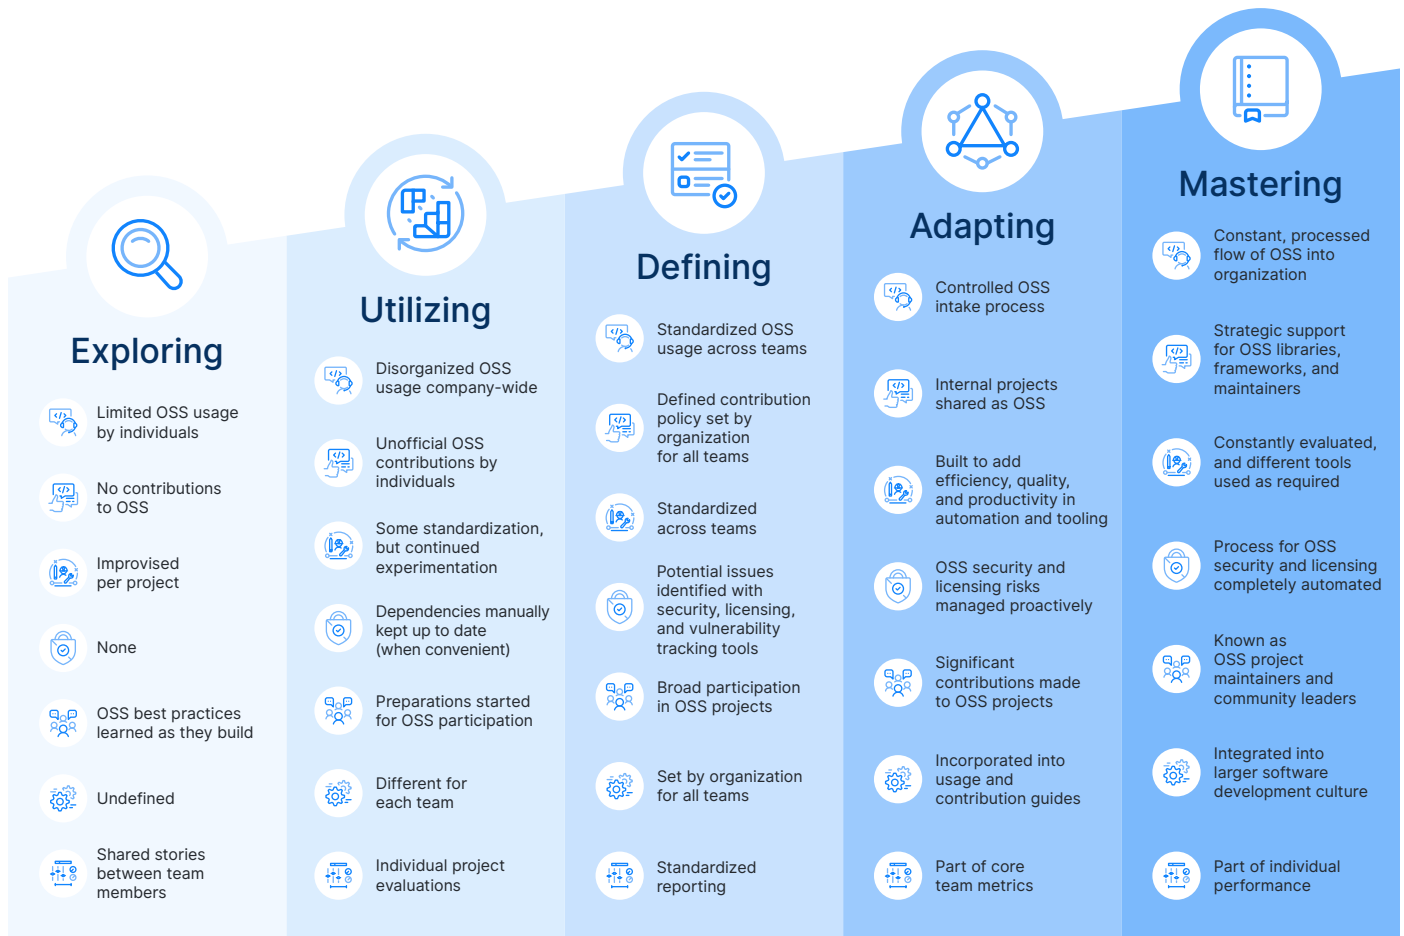 Exploring
Limited OSS usage
by individuals
No contributions
to OSS
Improvised
per project
None
OSS best practices
learned as they build
Undefined
Shared stories
between team
members
Utilizing
Disorganized OSS
usage company-wide
Unofficial OSS
contributions by
individuals
Some standardization,
but continued
experimentation
Dependencies manually
kept up to date
(when convenient)
Preparations started
for OSS participation
Different for
each team
Individual project
evaluations
Defining
Standardized OSS
usage across teams
Defined contribution
policy set by
organization
for all teams
Standardized
across teams
Potential issues
identified with
security, licensing,
and vulnerability
tracking tools
Broad participation
in OSS projects
Set by organization
for all teams
Standardized
reporting
Adapting
Controlled OSS
intake process
Internal projects
shared as OSS
Built to add
efficiency, quality,
and productivity in
automation and tooling
OSS security and
licensing risks
managed proactively
Significant
contributions made
to OSS projects
Incorporated into
usage and
contribution guides
Part of core
team metrics
Mastering
Constant, processed
flow of OSS into
organization
Strategic support
for OSS libraries,
frameworks, and
maintainers
Constantly evaluated,
and different tools
used as required
Process for OSS
security and licensing
completely automated
Known as
OSS project
maintainers and
community leaders
Integrated into
larger software
development culture
Part of individual
performance